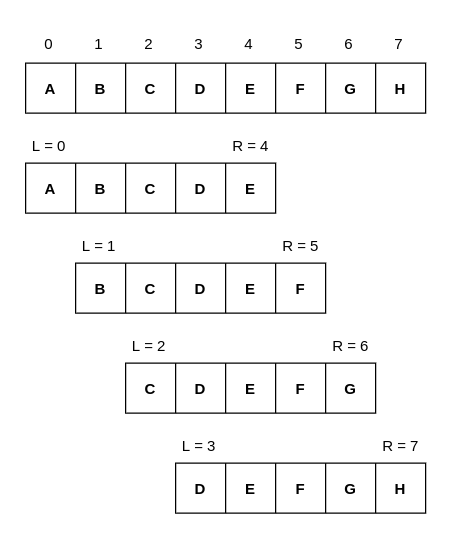 0 1 2 3 4 5 6 7
A B C D E F G H
L = 0 R = 4
A B C D E
L = 1 R = 5
B C D E F
L = 2 R = 6
C D E F G
L = 3 R = 7
D E F G H